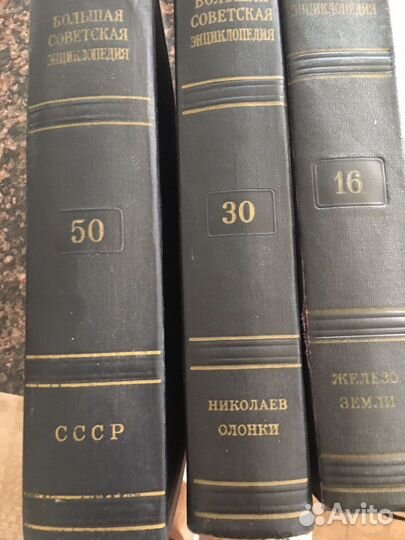 БОЛЬШАЯ
СОВЕТСКАЯ
ЭНЦИКЛОПЕДИЯ
50
СССР
БОЛЬШАЯ
СОВЕТСКАЯ
ЭНЦИКЛОПЕДИЯ
30
НИКОЛАЕВ
ОЛОНКИ
ЭНЦИКЛОПЕДИЯ
16
ЖЕЛЕЗО
ЗЕМЛИ
Avito